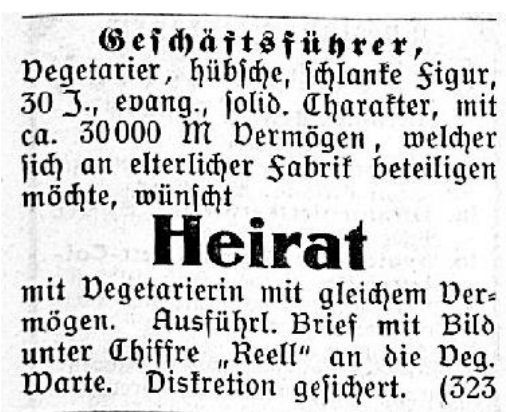 Geschäftsführer,
Vegetarier, hübsche, schlanke Figur,
30 J., evang., solid. Charakter, mit
ca. 30000 M Vermögen, welcher
sich an elterlicher Fabrik beteiligen
möchte, wünscht
Heirat
mit Vegetarierin mit gleichem Ver-
mögen. Ausführl. Brief mit Bild
unter Chiffre „Reell“ an die Veg.
Warte. Diskretion gesichert. (323